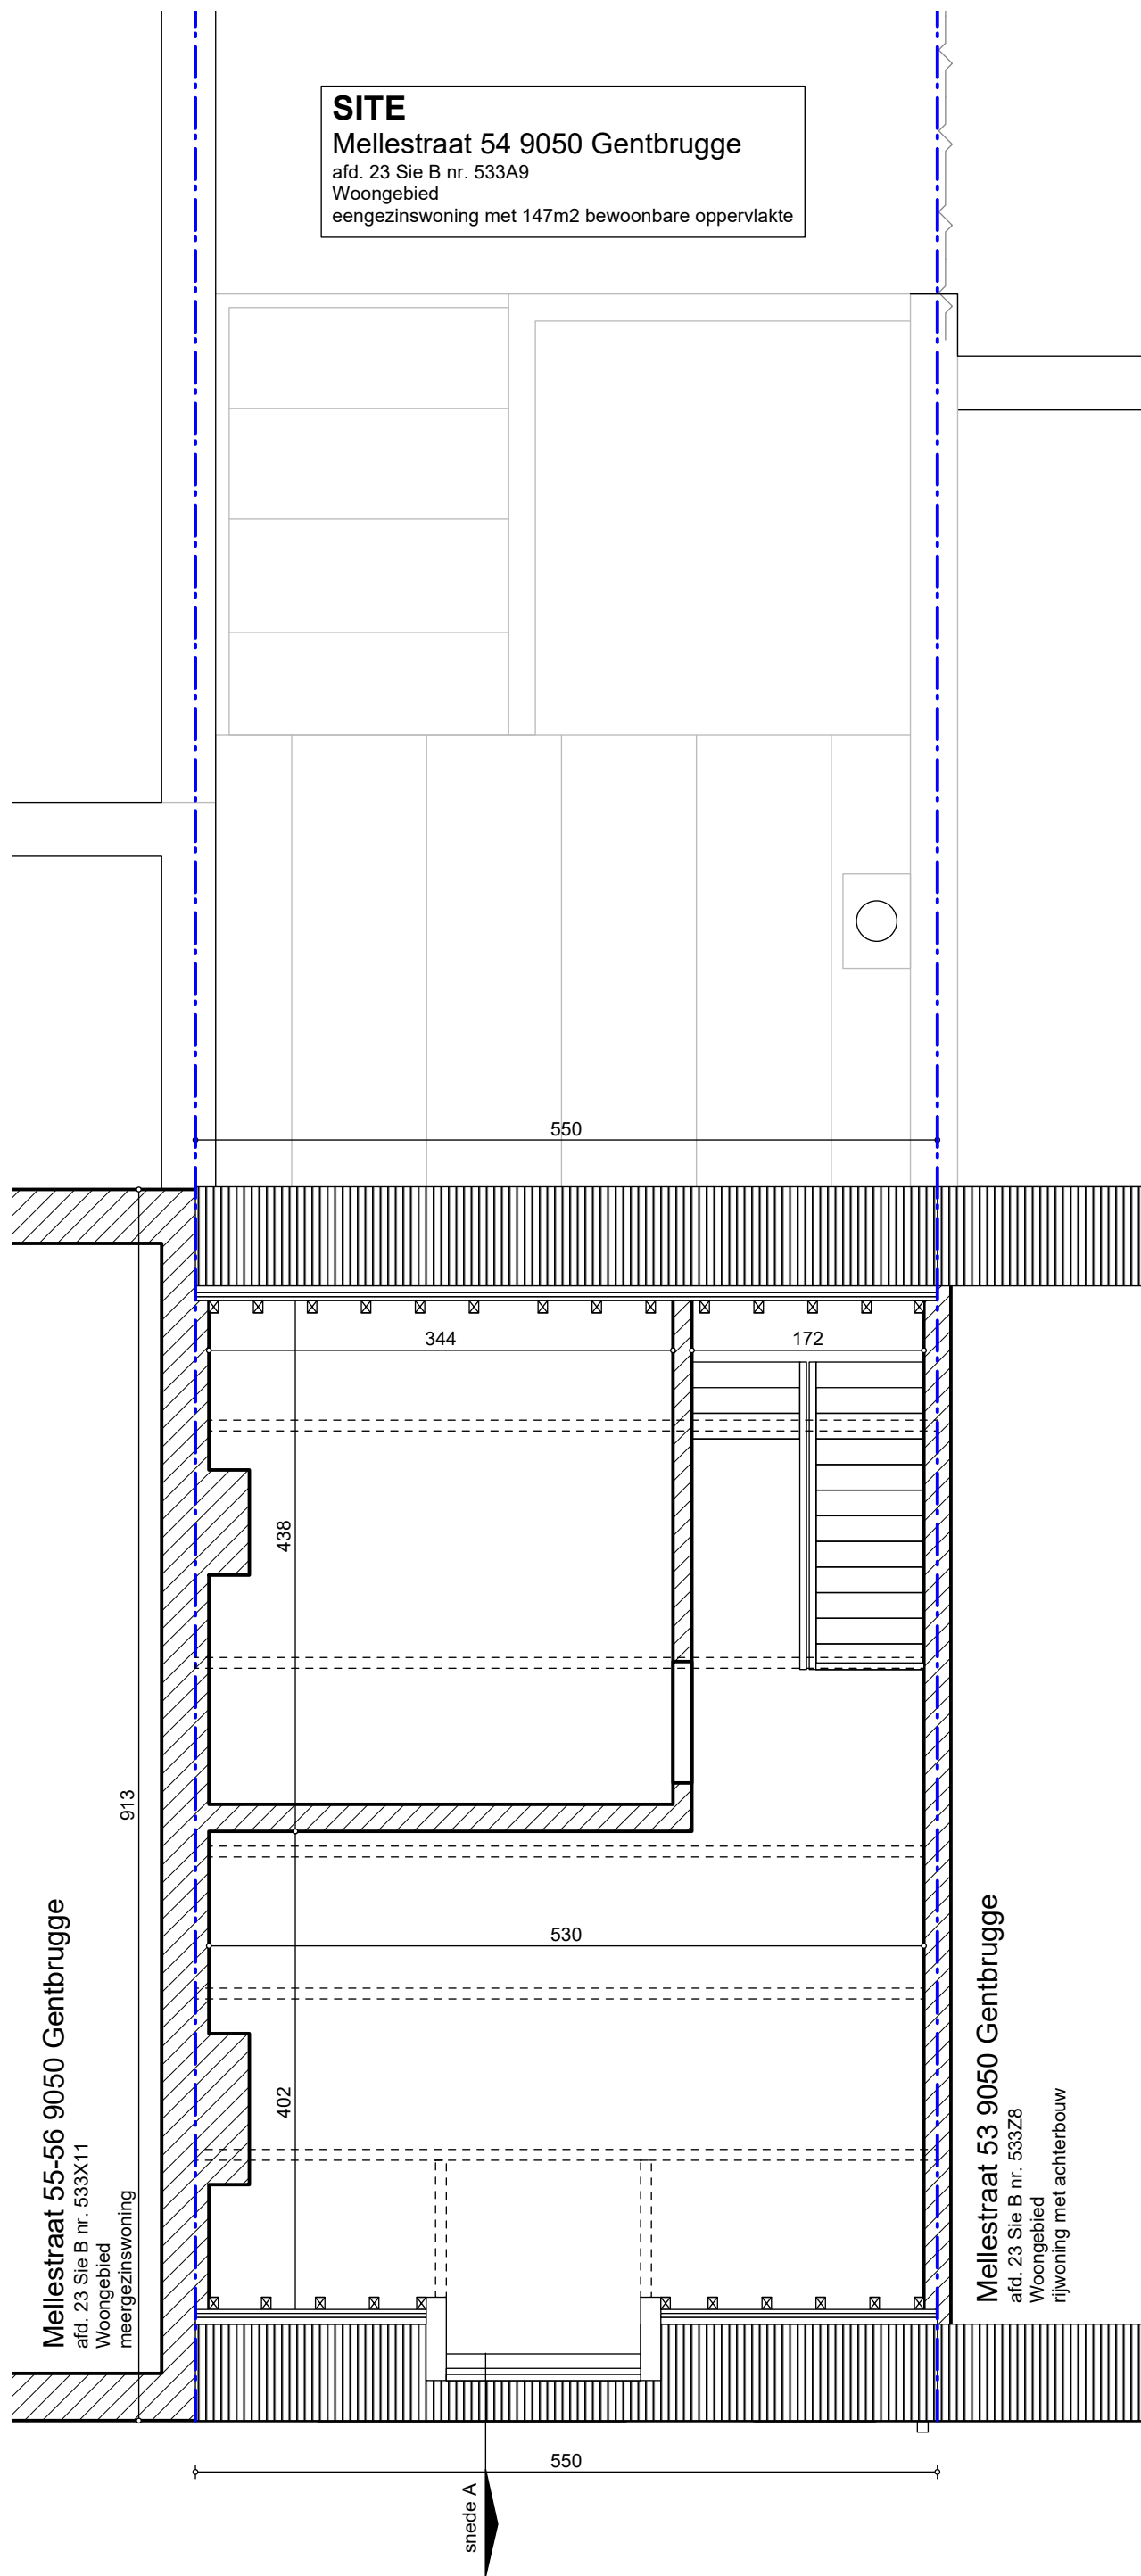 SITE
Mellestraat 54 9050 Gentbrugge
afd. 23 Sie B nr. 533A9
Woongebied
eengezinswoning met 147m2 bewoonbare oppervlakte
550
344
172
438
913
530
402
Mellestraat 55-56 9050 Gentbrugge
afd. 23 Sie B nr. 533X11
Woongebied
meergezinswoning
Mellestraat 53 9050 Gentbrugge
afd. 23 Sie B nr. 533Z8
Woongebied
rijwoning met achterbouw
550
snede A